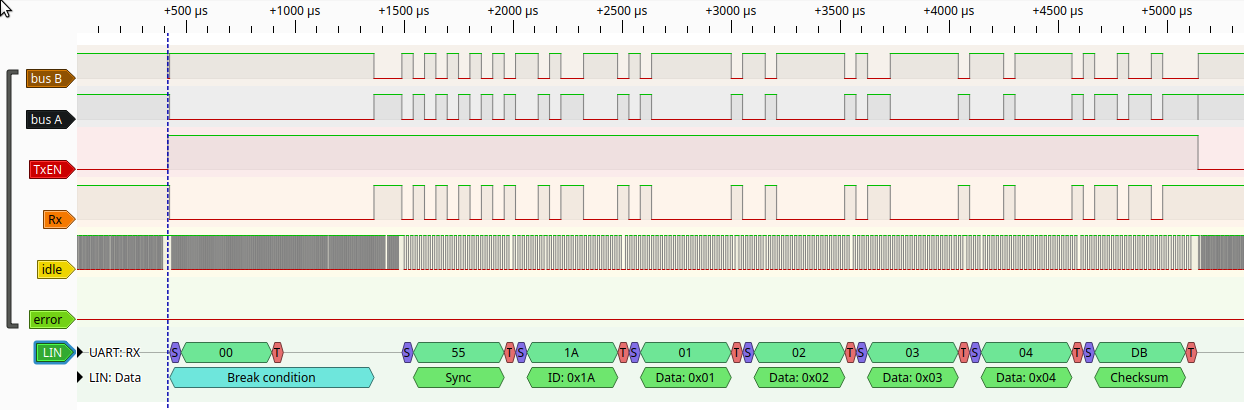 +500 µs +1000 µs +1500 µs +2000 µs +2500 µs +3000 µs +3500 µs +4000 µs +4500 µs +5000 µs
bus B
bus A
TxEN
Rx
idle
error
LIN UART: RX S 00 T S 55 T S 1A T S 01 T S 02 T S 03 T S 04 T S DB T
LIN: Data Break condition Sync ID: 0x1A Data: 0x01 Data: 0x02 Data: 0x03 Data: 0x04 Checksum